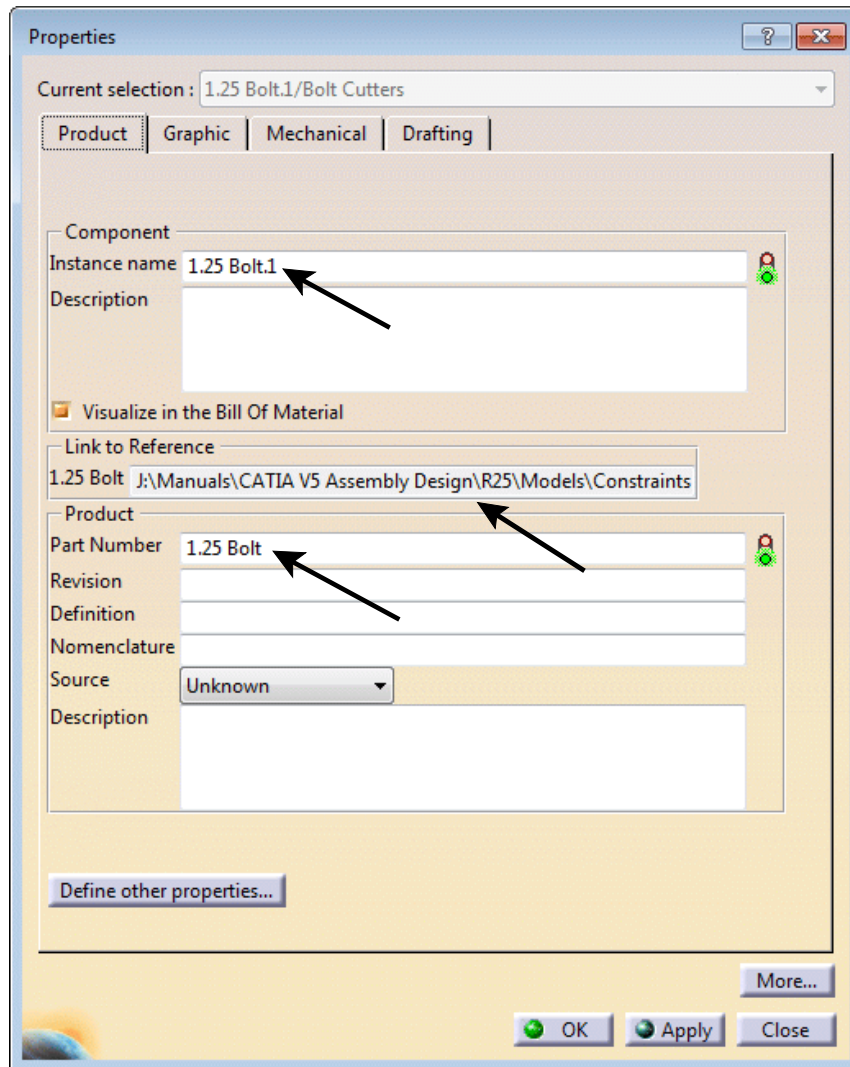 Properties
?
Current selection : 1.25 Bolt.1/Bolt Cutters
Product Graphic Mechanical Drafting
Component
Instance name 1.25 Bolt.1
Description
Visualize in the Bill Of Material
Link to Reference
1.25 Bolt J:\Manuals\CATIA V5 Assembly Design\R25\Models\Constraints
Product
Part Number 1.25 Bolt
Revision
Definition
Nomenclature
Source Unknown
Description
Define other properties...
More...
OK Apply Close